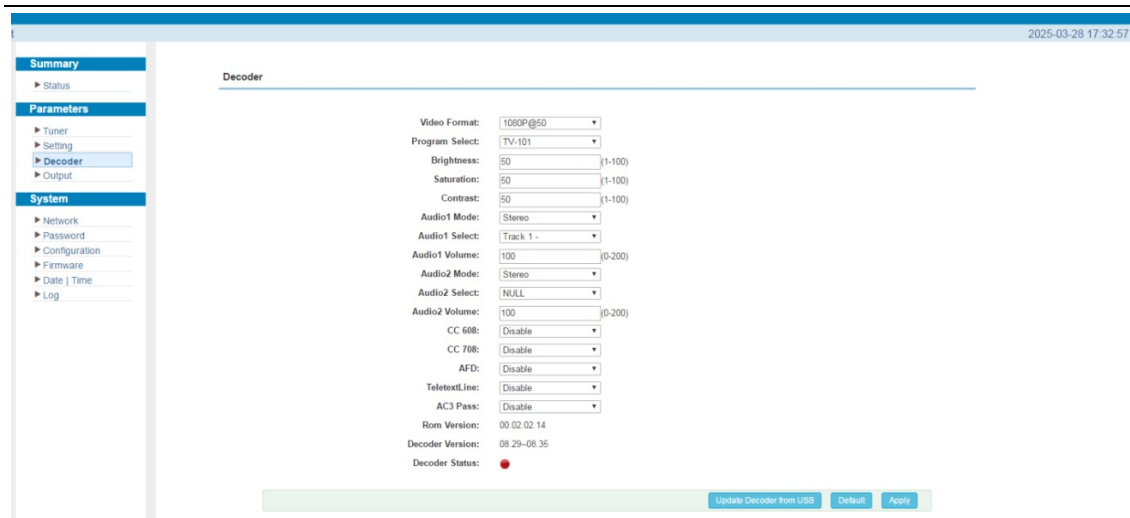 t
2025-03-28 17:32:57
Summary
Status
Parameters
Tuner
Setting
Decoder
Output
System
Network
Password
Configuration
Firmware
Date | Time
Log
Decoder
Video Format: 1080P@50
Program Select: TV-101
Brightness: 50 (1-100)
Saturation: 50 (1-100)
Contrast: 50 (1-100)
Audio1 Mode: Stereo
Audio1 Select: Track 1 -
Audio1 Volume: 100 (0-200)
Audio2 Mode: Stereo
Audio2 Select: NULL
Audio2 Volume: 100 (0-200)
CC 608: Disable
CC 708: Disable
AFD: Disable
TeletextLine: Disable
AC3 Pass: Disable
Rom Version: 00.02.02.14
Decoder Version: 08.29--08.35
Decoder Status:
Update Decoder from USB Default Apply